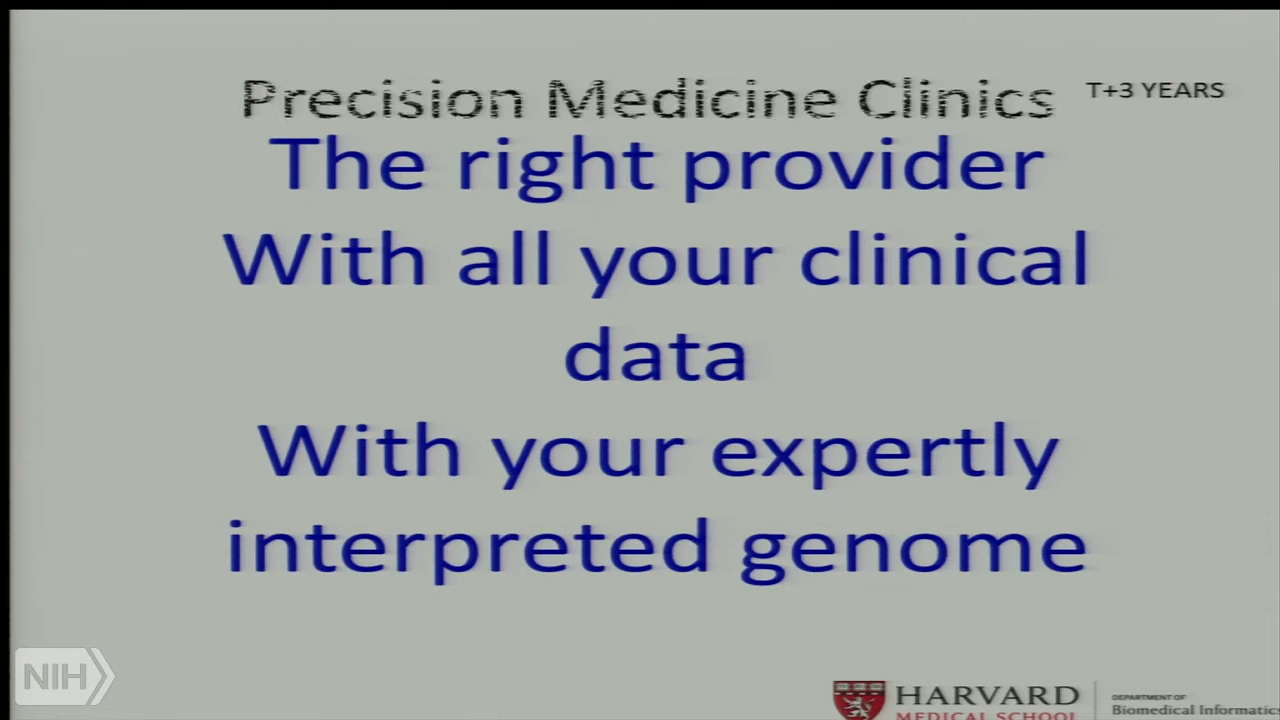 Precision Medicine Clinics T+3 YEARS
The right provider
With all your clinical
data
With your expertly
interpreted genome
NIH
HARVARD
MEDICAL SCHOOL
DEPARTMENT OF
Biomedical Informatics